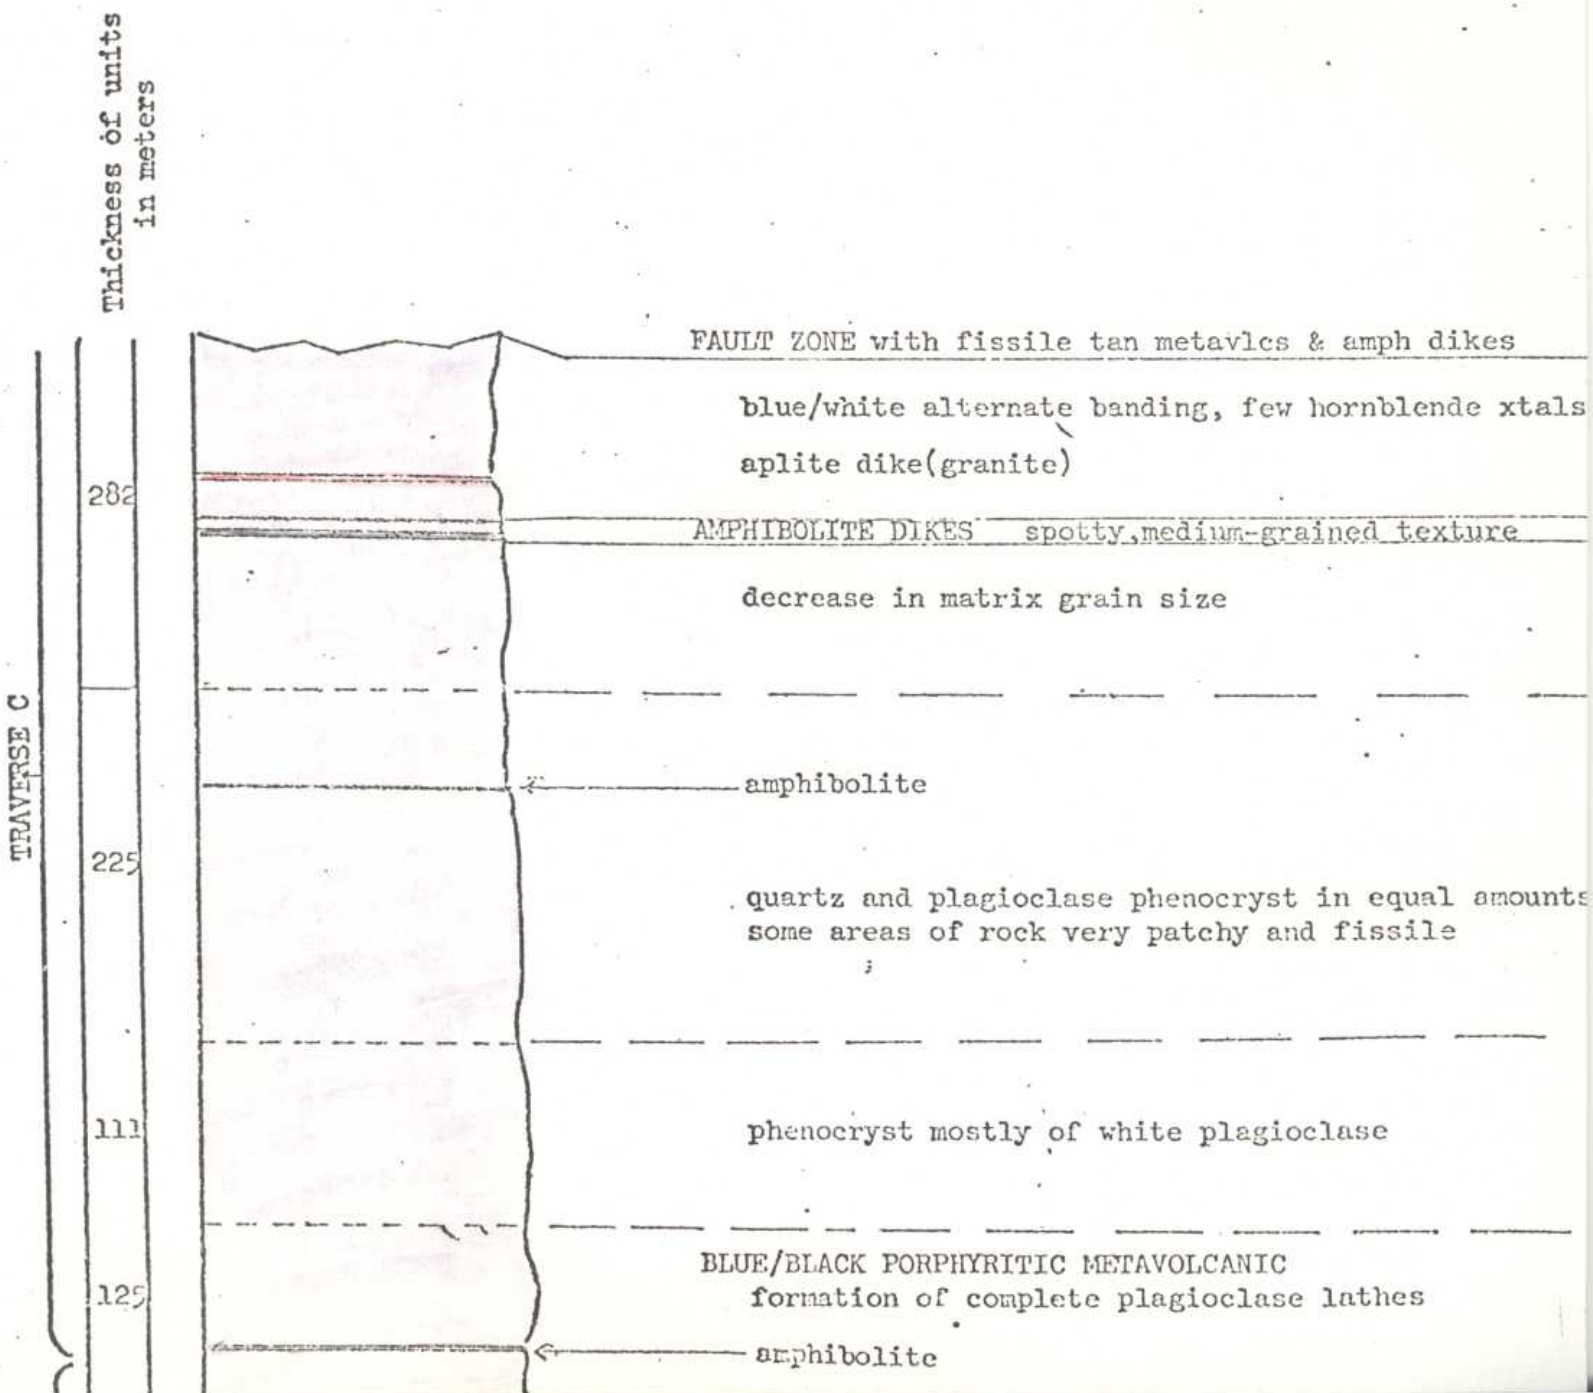 Thickness of units
in meters
FAULT ZONE with fissile tan metavlcs & amph dikes
blue/white alternate banding, few hornblende xtals
aplite dike(granite)
282
AMPHIBOLITE DIKES spotty,medium-grained texture
decrease in matrix grain size
TRAVERSE C
amphibolite
225
quartz and plagioclase phenocryst in equal amounts
some areas of rock very patchy and fissile
111
phenocryst mostly of white plagioclase
BLUE/BLACK PORPHYRITIC METAVOLCANIC
129
formation of complete plagioclase lathes
amphibolite